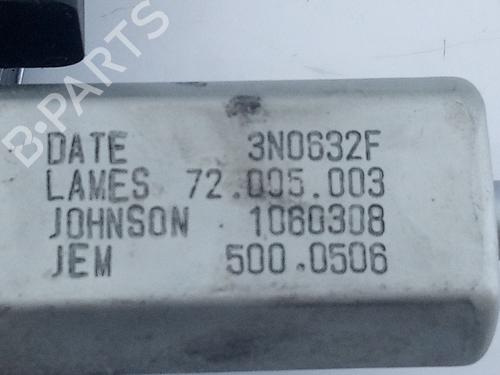 B-PARTS
DATE 3N0632F
LAMES 72.005.003
JOHNSON 1060308
JEM 500.0506